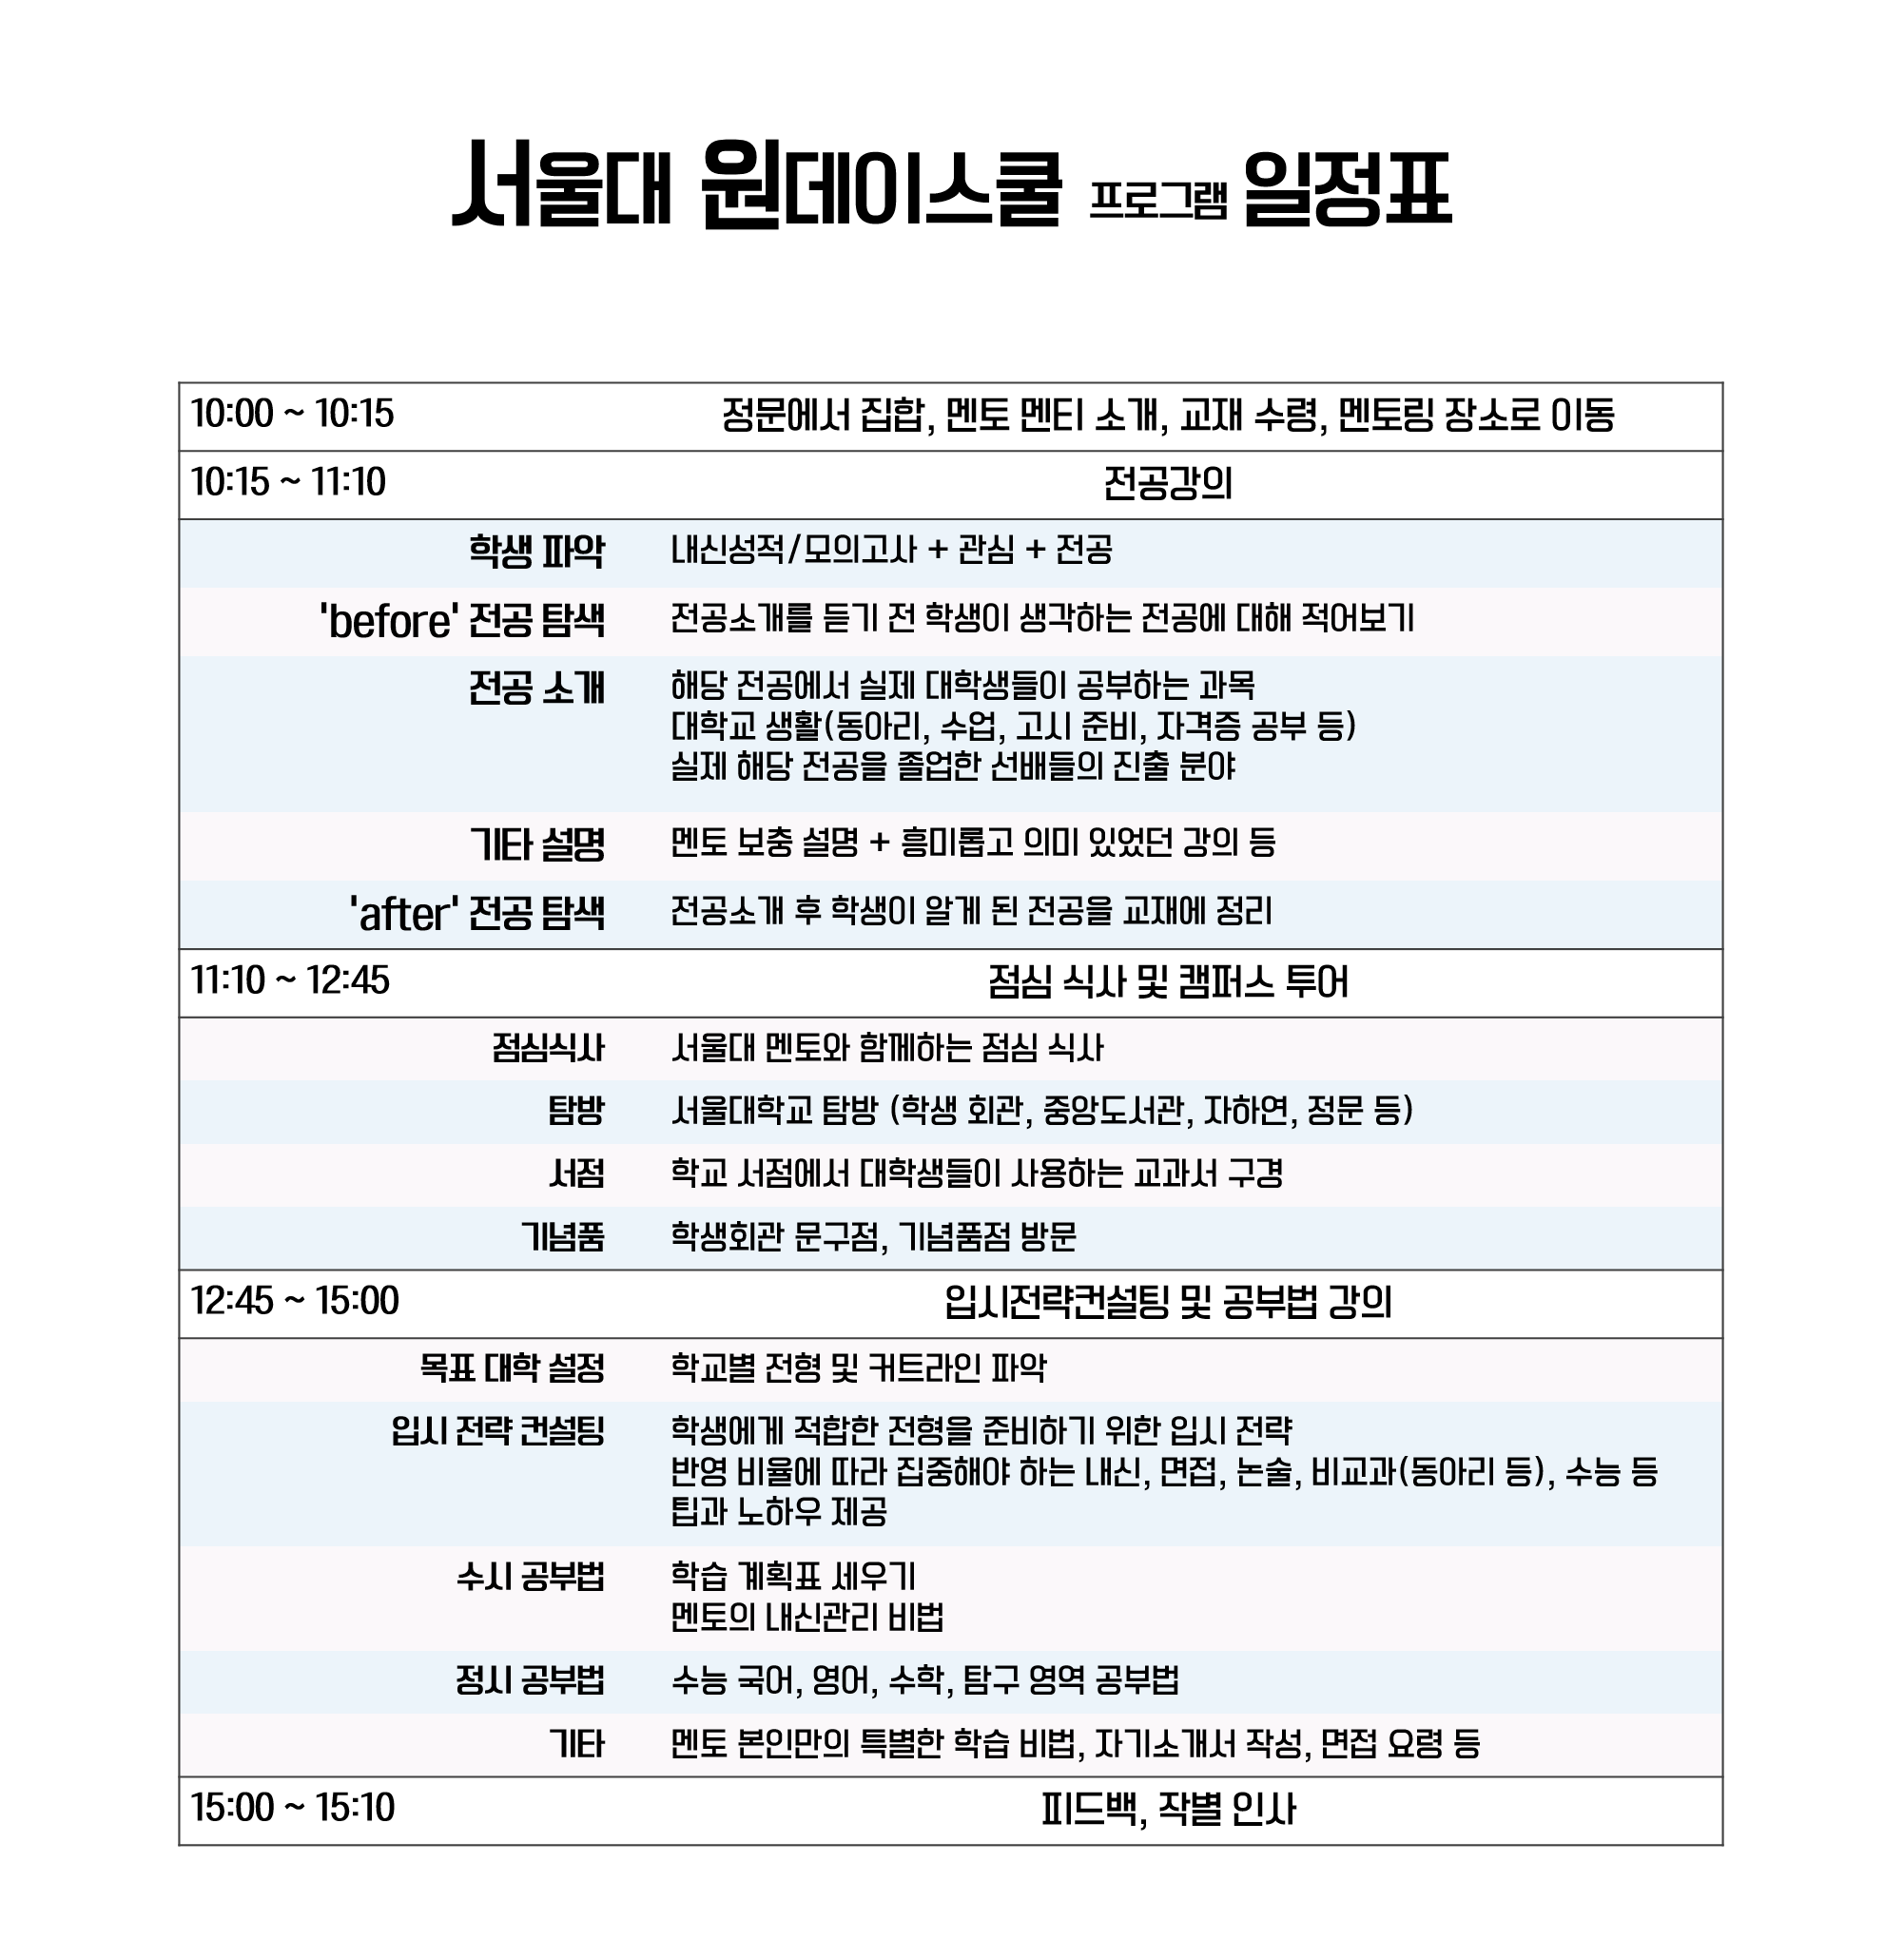 서울대 원데이스쿨 프로그램 일정표
10:00 ~ 10:15 정문에서 집합, 멘토 멘티 소개, 교재 수령, 멘토링 장소로 이동
10:15 ~ 11:10 전공강의
학생 파악 내신성적/모의고사 + 관심 + 전공
'before' 전공 탐색 전공소개를 듣기 전 학생이 생각하는 전공에 대해 적어보기
전공 소개 해당 전공에서 실제 대학생들이 공부하는 과목
대학교 생활(동아리, 수업, 고시 준비, 자격증 공부 등)
실제 해당 전공을 졸업한 선배들의 진출 분야
기타 설명 멘토 보충 설명 + 흥미롭고 의미 있었던 강의 등
'after' 전공 탐색 전공소개 후 학생이 알게 된 전공을 교재에 정리
11:10 ~ 12:45 점심 식사 및 캠퍼스 투어
점심식사 서울대 멘토와 함께하는 점심 식사
탐방 서울대학교 탐방 (학생 회관, 중앙도서관, 자하연, 정문 등)
서점 학교 서점에서 대학생들이 사용하는 교과서 구경
기념품 학생회관 문구점, 기념품점 방문
12:45 ~ 15:00 입시전략컨설팅 및 공부법 강의
목표 대학 설정 학교별 전형 및 커트라인 파악
입시 전략 컨설팅 학생에게 적합한 전형을 준비하기 위한 입시 전략
반영 비율에 따라 집중해야 하는 내신, 면접, 논술, 비교과(동아리 등), 수능 등
팁과 노하우 제공
수시 공부법 학습 계획표 세우기
멘토의 내신관리 비법
정시 공부법 수능 국어, 영어, 수학, 탐구 영역 공부법
기타 멘토 본인만의 특별한 학습 비법, 자기소개서 작성, 면접 요령 등
15:00 ~ 15:10 피드백, 작별 인사